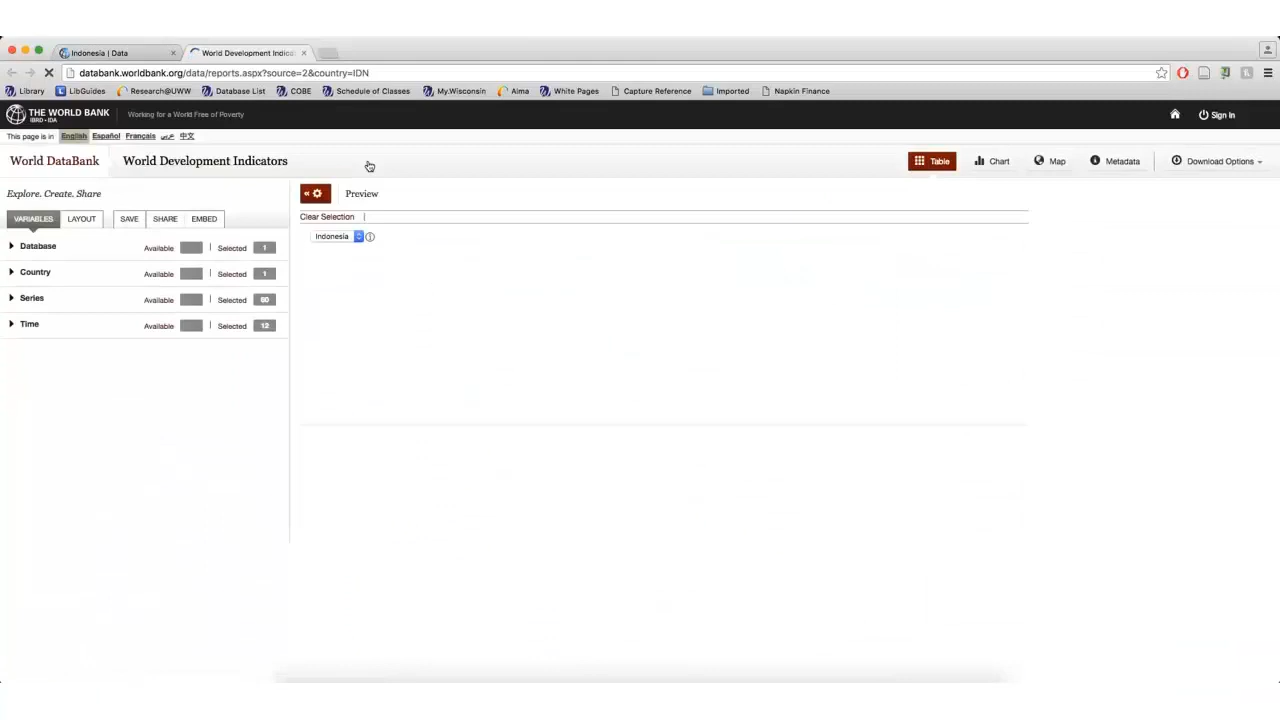 Indonesia | Data
World Development Indica
databank.worldbank.org/data/reports.aspx?source=2&country=IDN
Library LibGuides Research@UWW Database List COBE Schedule of Classes My.Wisconsin Alma White Pages Capture Reference Imported Napkin Finance
THE WORLD BANK
IBRD • IDA
Working for a World Free of Poverty
Sign In
This page is in English Español Français عربي 中文
World DataBank World Development Indicators
Table Chart Map Metadata Download Options
Explore. Create. Share
Preview
VARIABLES LAYOUT SAVE SHARE EMBED
Clear Selection |
Indonesia
Database Available | Selected 1
Country Available | Selected 1
Series Available | Selected 60
Time Available | Selected 12